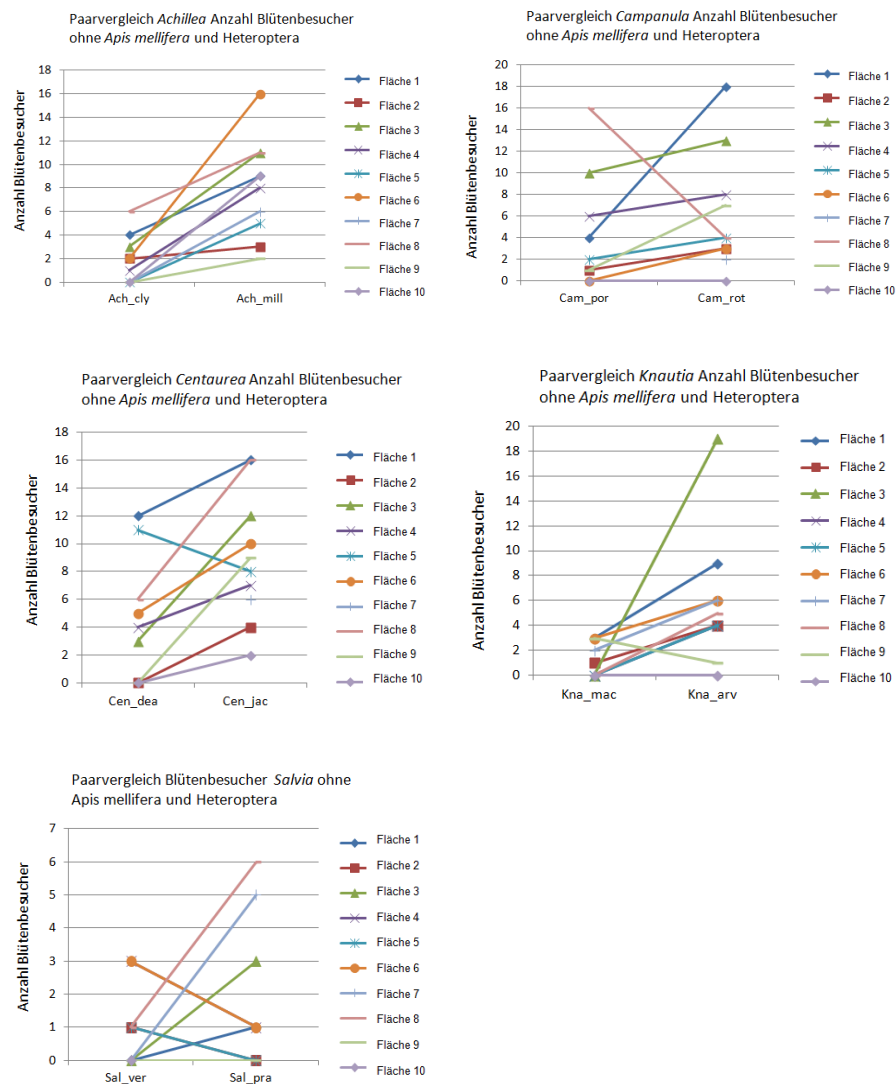 Paarvergleich Achillea Anzahl Blütenbesucher
ohne Apis mellifera und Heteroptera
Anzahl Blütenbesucher
18
16
14
12
10
8
6
4
2
0
Ach_cly
Ach_mill
Fläche 1
Fläche 2
Fläche 3
Fläche 4
Fläche 5
Fläche 6
Fläche 7
Fläche 8
Fläche 9
Fläche 10
Paarvergleich Campanula Anzahl Blütenbesucher
ohne Apis mellifera und Heteroptera
Anzahl Blütenbesucher
20
18
16
14
12
10
8
6
4
2
0
Cam_por
Cam_rot
Fläche 1
Fläche 2
Fläche 3
Fläche 4
Fläche 5
Fläche 6
Fläche 7
Fläche 8
Fläche 9
Fläche 10
Paarvergleich Centaurea Anzahl Blütenbesucher
ohne Apis mellifera und Heteroptera
Anzahl Blütenbesucher
18
16
14
12
10
8
6
4
2
0
Cen_dea
Cen_jac
Fläche 1
Fläche 2
Fläche 3
Fläche 4
Fläche 5
Fläche 6
Fläche 7
Fläche 8
Fläche 9
Fläche 10
Paarvergleich Knautia Anzahl Blütenbesucher
ohne Apis mellifera und Heteroptera
Anzahl Blütenbesucher
20
18
16
14
12
10
8
6
4
2
0
Kna_mac
Kna_arv
Fläche 1
Fläche 2
Fläche 3
Fläche 4
Fläche 5
Fläche 6
Fläche 7
Fläche 8
Fläche 9
Fläche 10
Paarvergleich Blütenbesucher Salvia ohne
Apis mellifera und Heteroptera
Anzahl Blütenbesucher
7
6
5
4
3
2
1
0
Sal_ver
Sal_pra
Fläche 1
Fläche 2
Fläche 3
Fläche 4
Fläche 5
Fläche 6
Fläche 7
Fläche 8
Fläche 9
Fläche 10